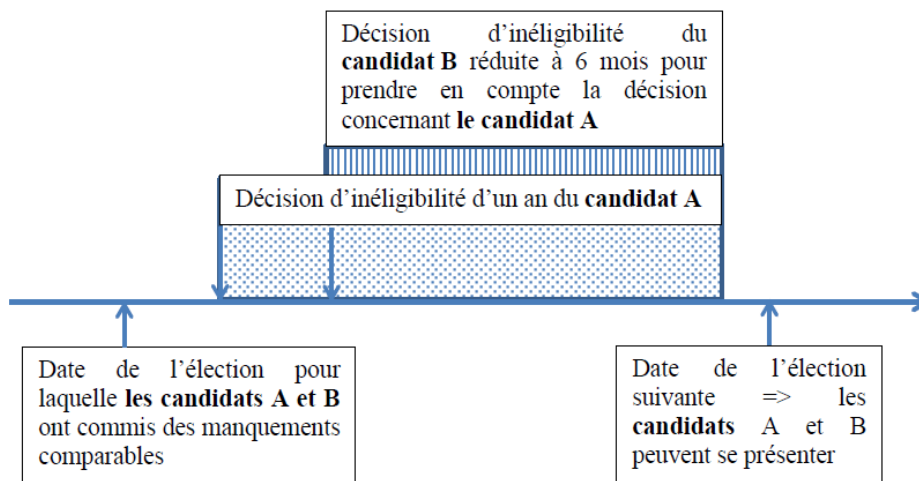 Décision d’inéligibilité du
candidat B réduite à 6 mois pour
prendre en compte la décision
concernant le candidat A
Décision d’inéligibilité d’un an du candidat A
Date de l’élection pour
laquelle les candidats A et B
ont commis des manquements
comparables
Date de l’élection
suivante => les
candidats A et B
peuvent se présenter